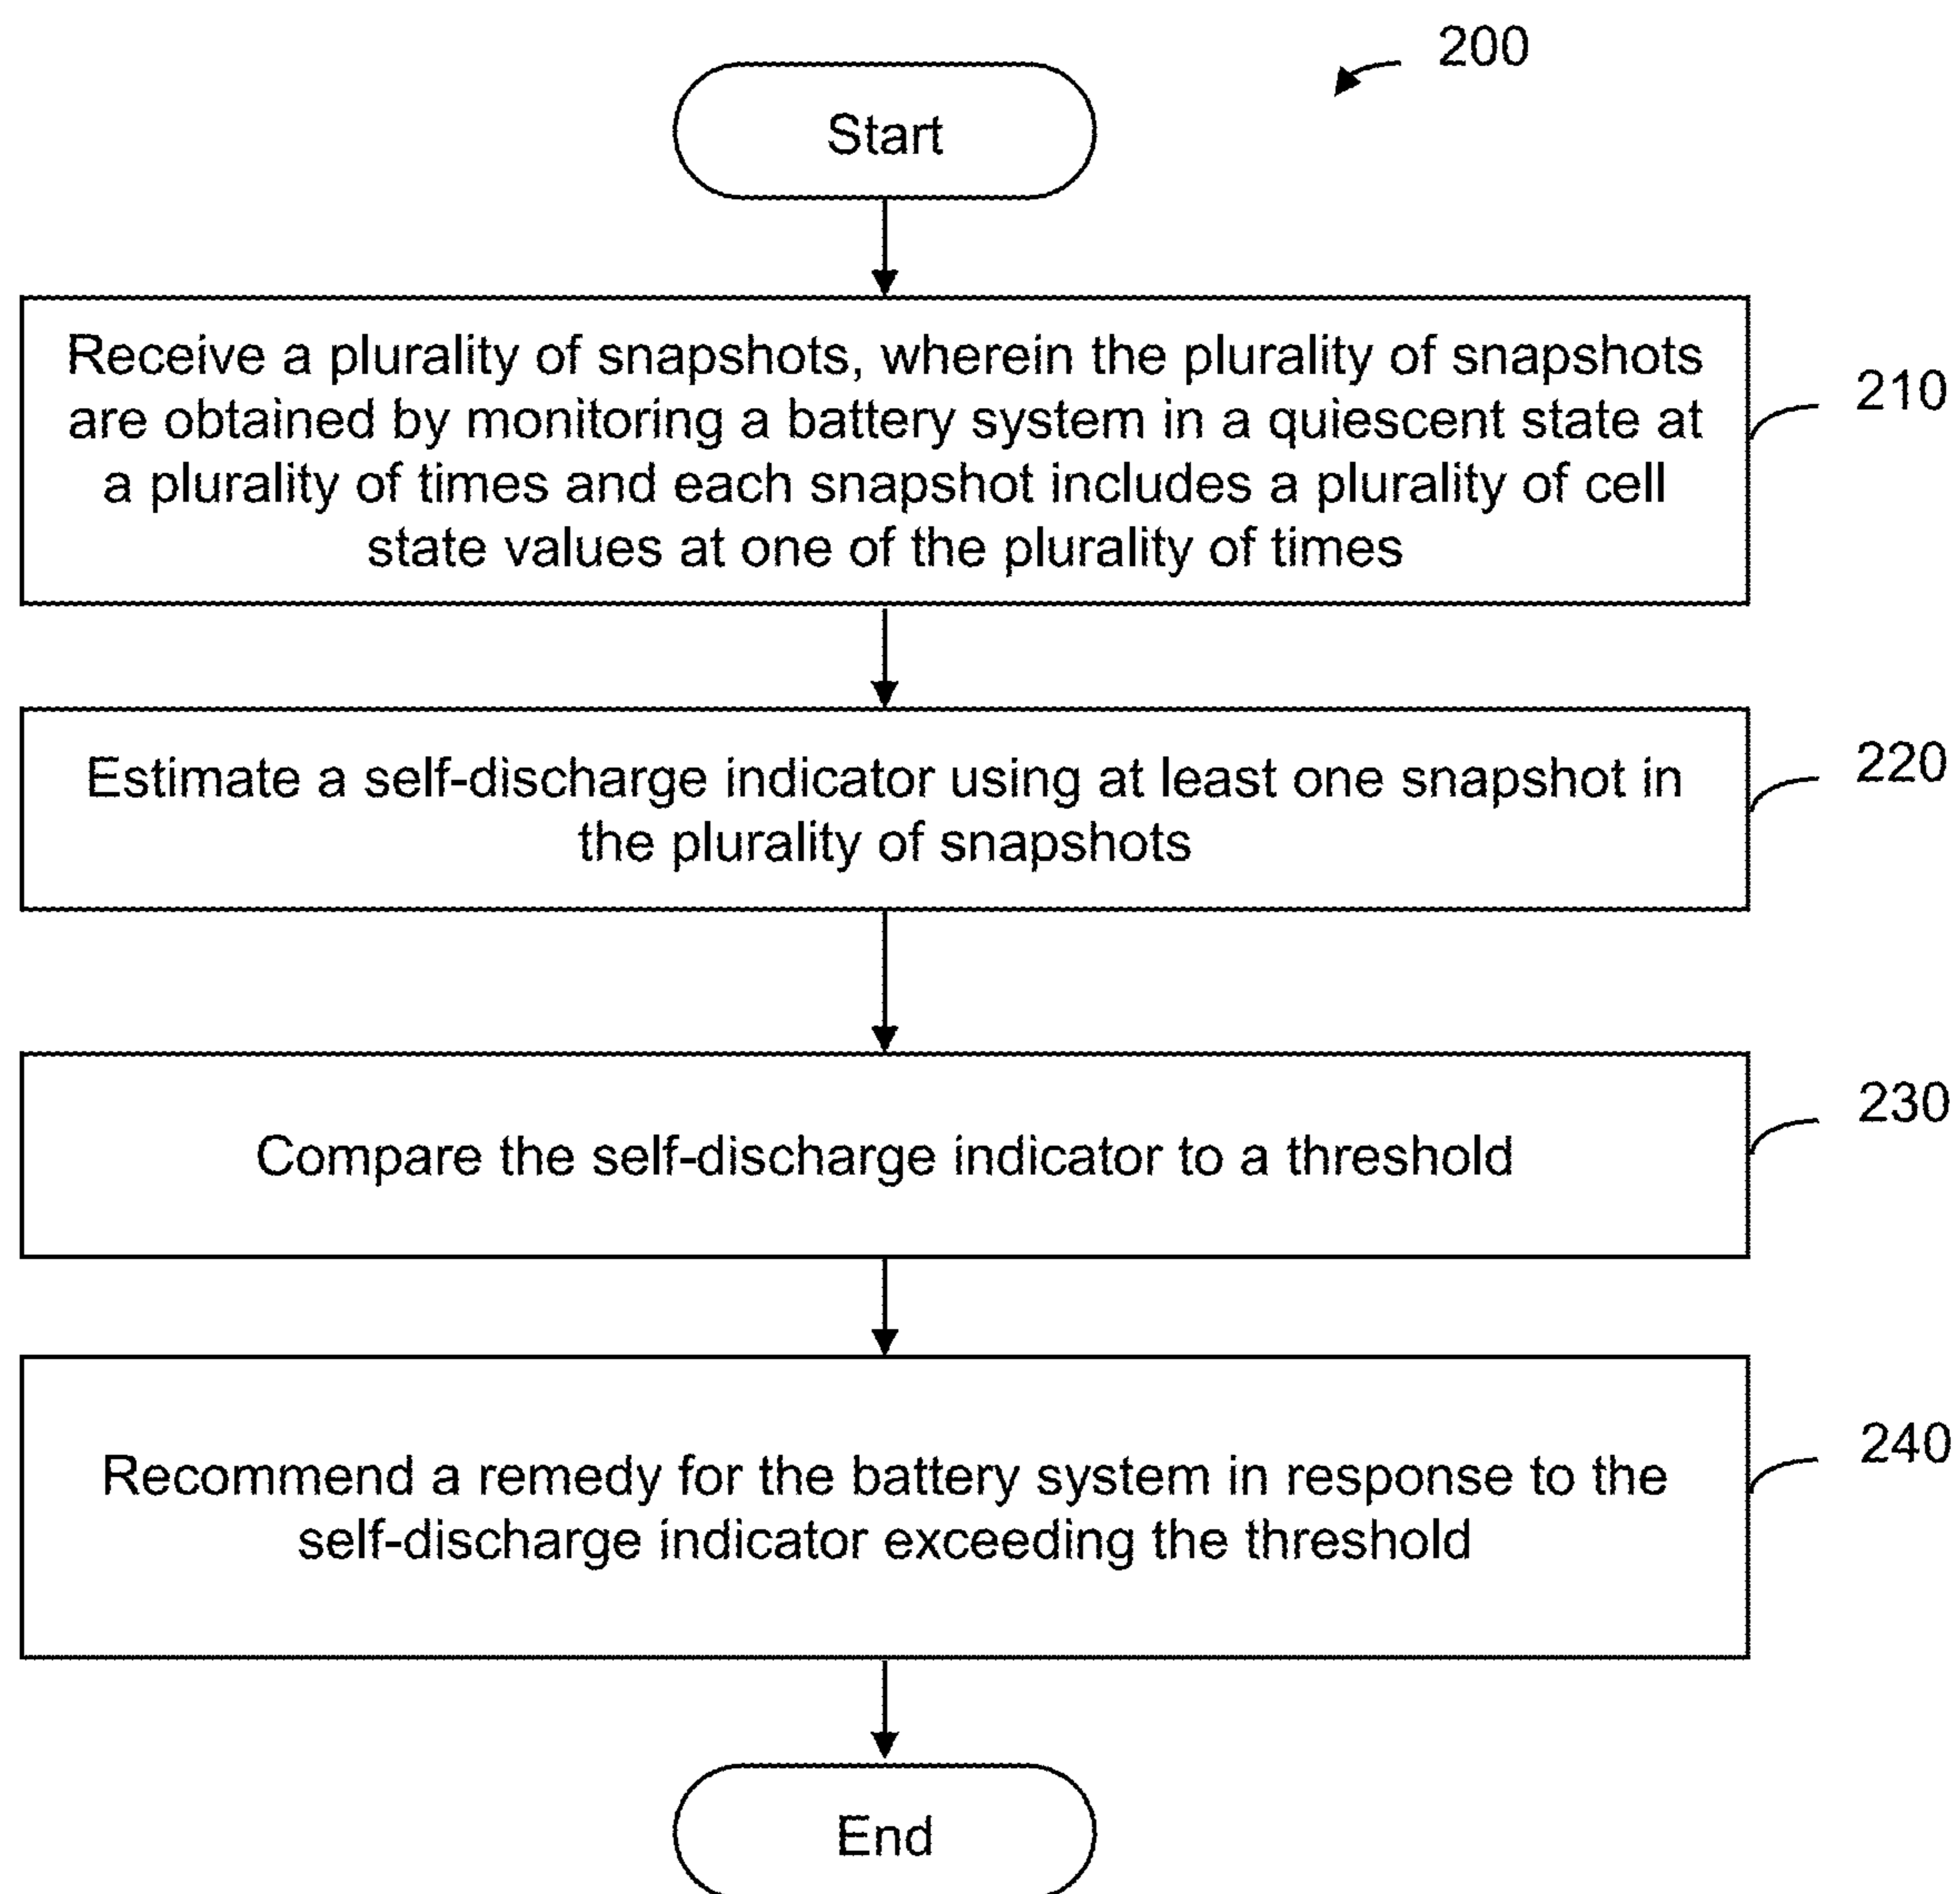 200
Start
Receive a plurality of snapshots, wherein the plurality of snapshots
are obtained by monitoring a battery system in a quiescent state at
a plurality of times and each snapshot includes a plurality of cell
state values at one of the plurality of times
210
Estimate a self-discharge indicator using at least one snapshot in
the plurality of snapshots
220
Compare the self-discharge indicator to a threshold
230
Recommend a remedy for the battery system in response to the
self-discharge indicator exceeding the threshold
240
End